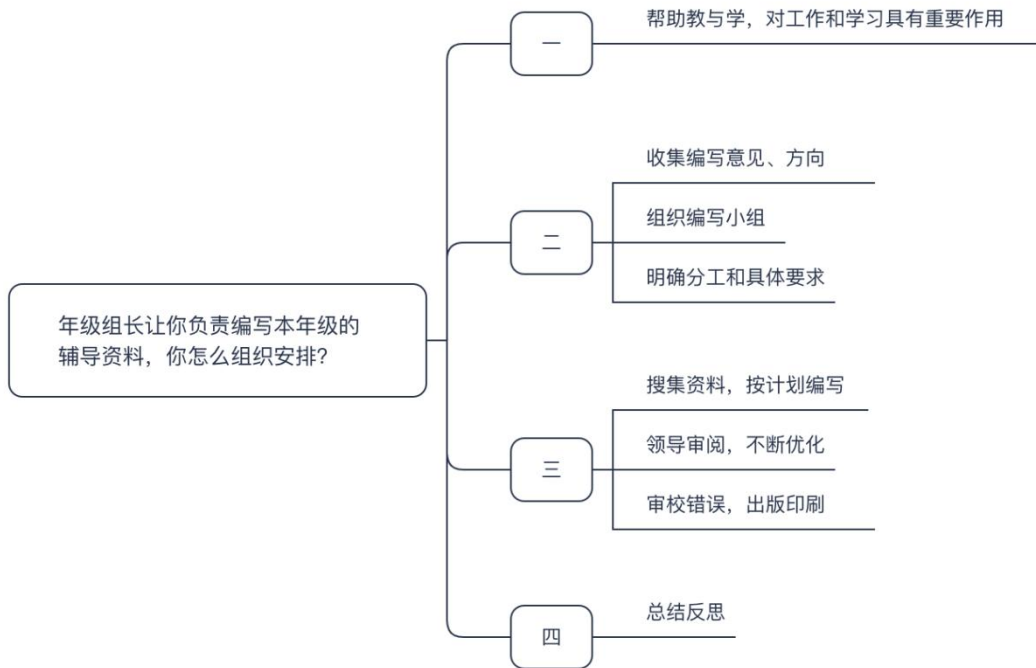 年级组长让你负责编写本年级的
辅导资料，你怎么组织安排？
一
帮助教与学，对工作和学习具有重要作用
二
收集编写意见、方向
组织编写小组
明确分工和具体要求
三
搜集资料，按计划编写
领导审阅，不断优化
审校错误，出版印刷
四
总结反思